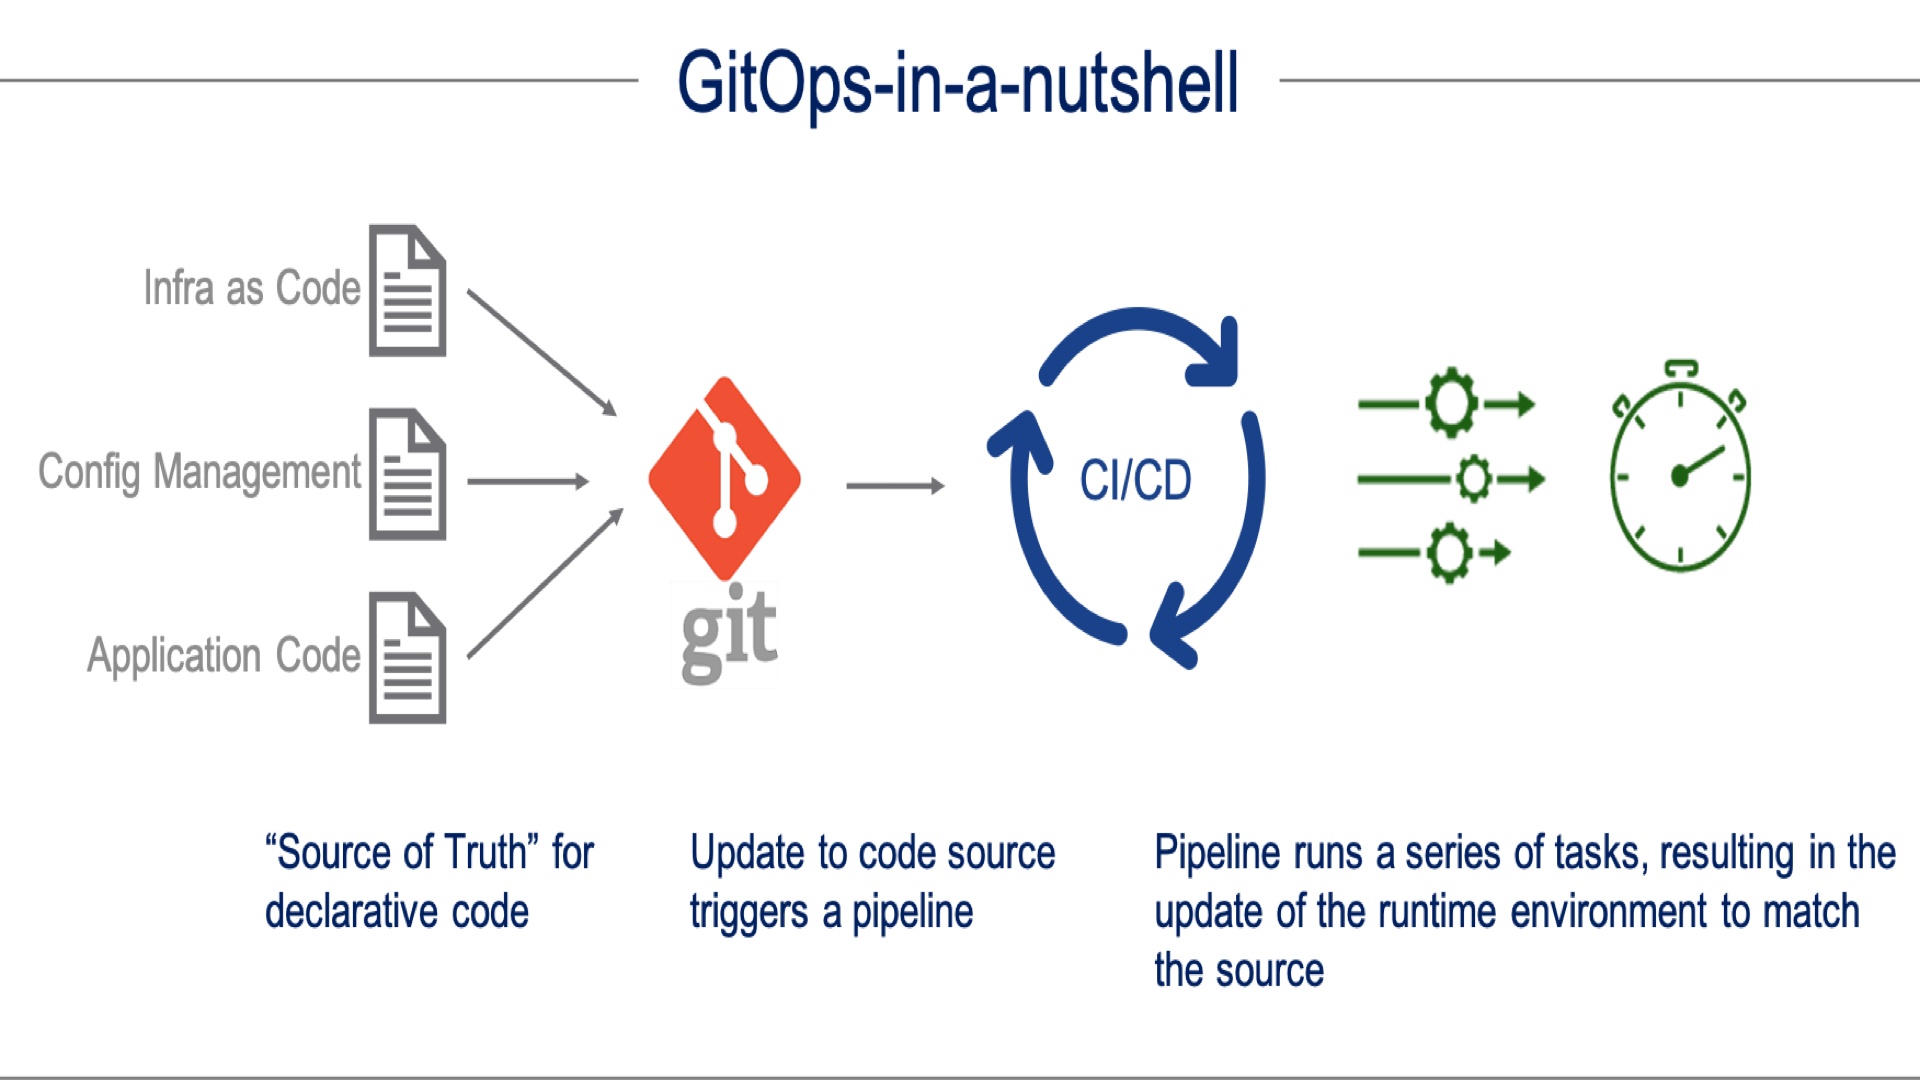 GitOps-in-a-nutshell
Infra as Code
Config Management
Application Code
git
CI/CD
“Source of Truth” for
declarative code
Update to code source
triggers a pipeline
Pipeline runs a series of tasks, resulting in the
update of the runtime environment to match
the source